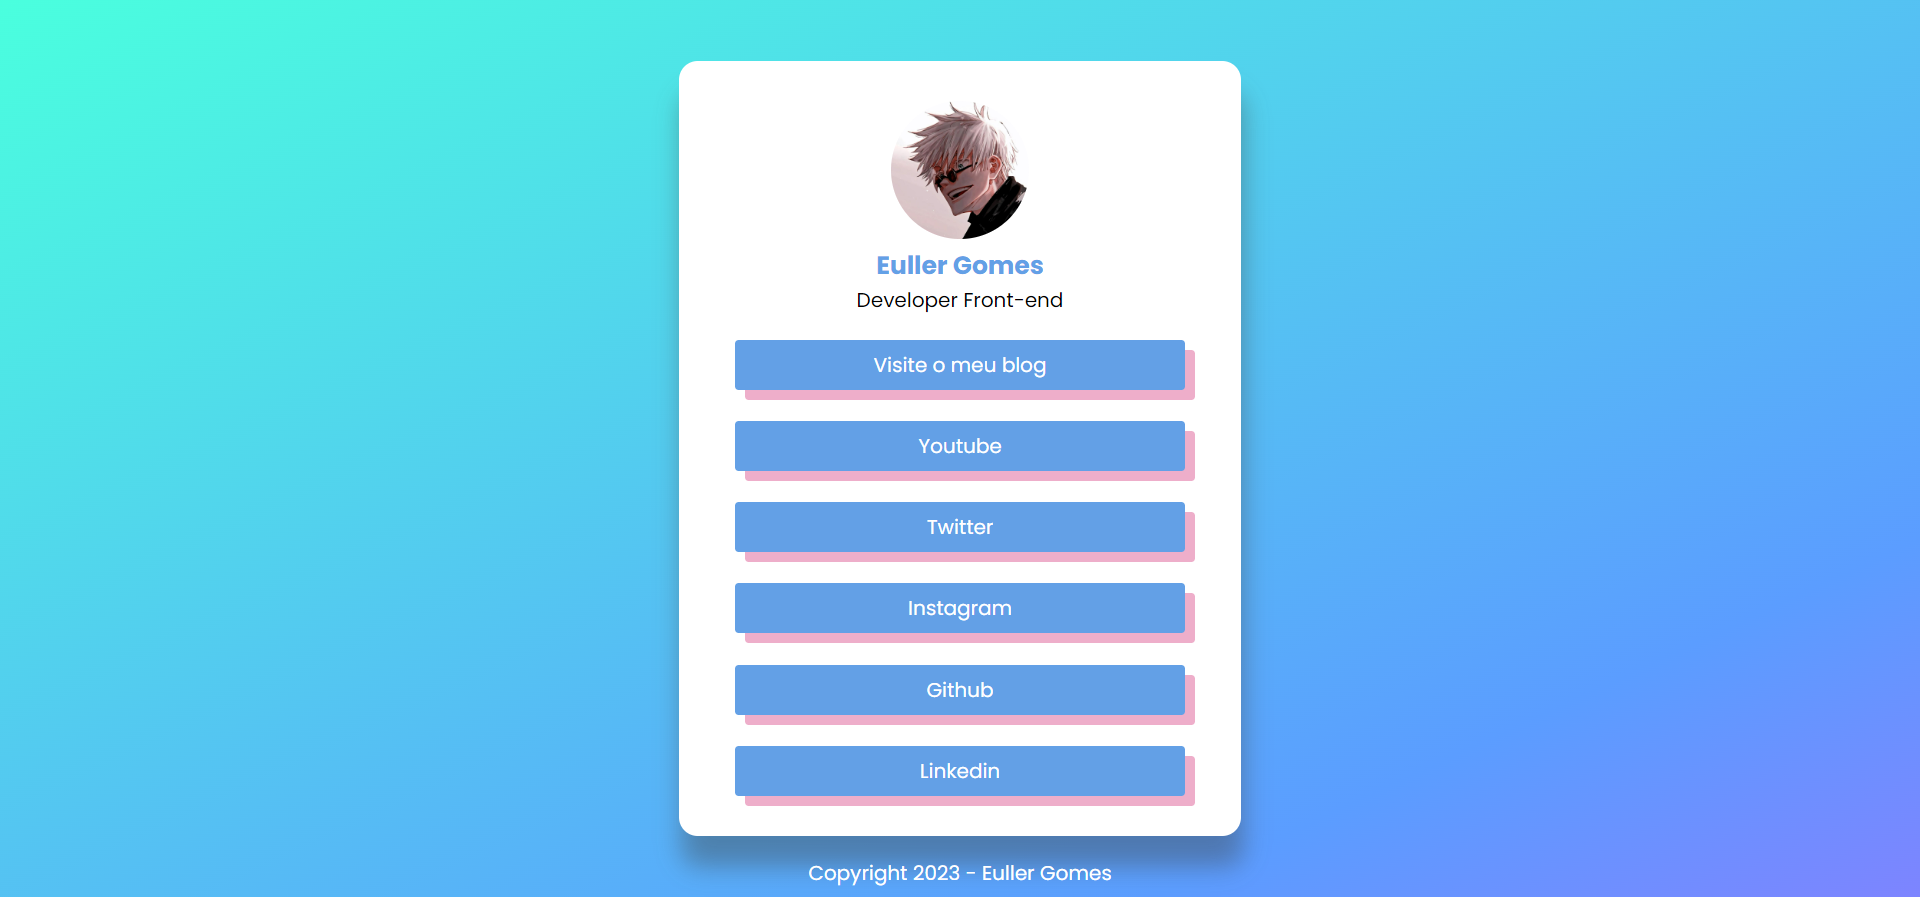 Euller Gomes
Developer Front-end
Visite o meu blog
Youtube
Twitter
Instagram
Github
Linkedin
Copyright 2023 - Euller Gomes